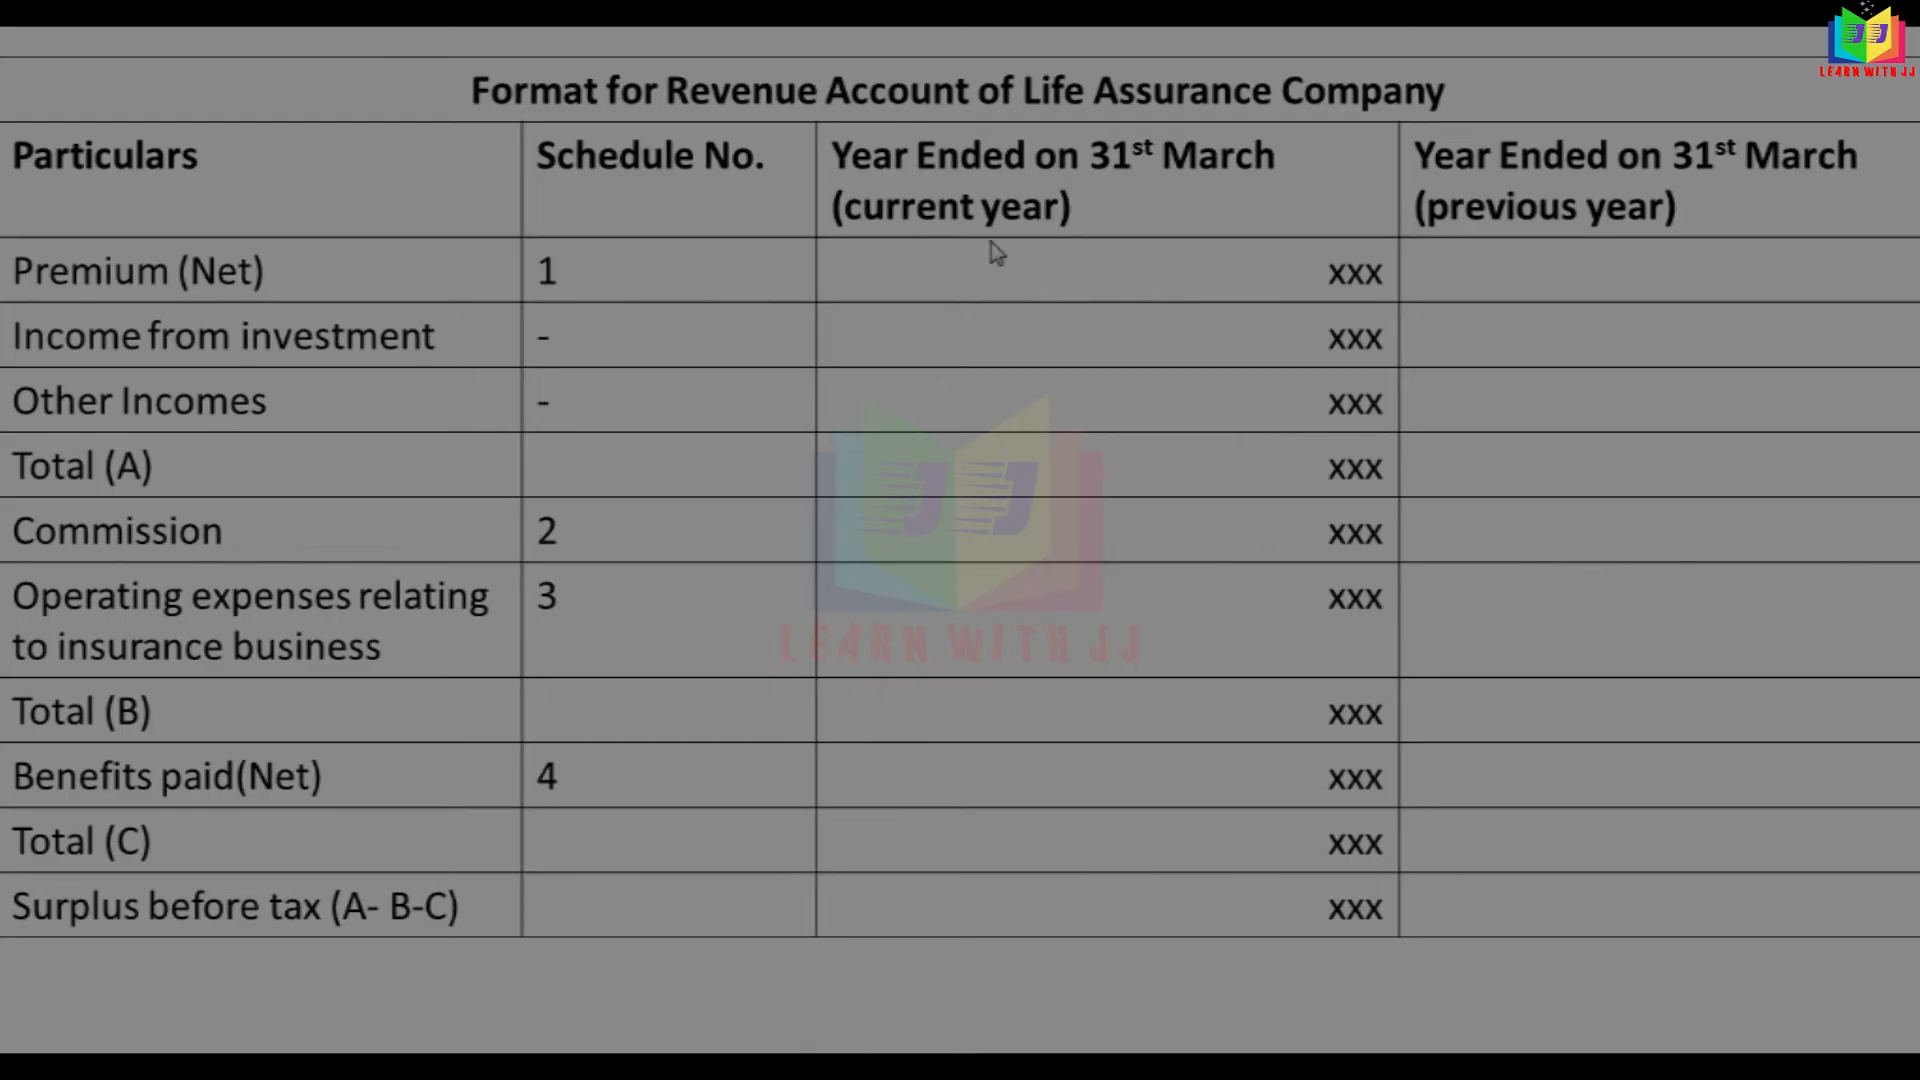 LEARN WITH JJ
Format for Revenue Account of Life Assurance Company
Particulars Schedule No. Year Ended on 31st March (current year) Year Ended on 31st March (previous year)
Premium (Net) 1 xxx
Income from investment - xxx
Other Incomes - xxx
Total (A) xxx
Commission 2 xxx
Operating expenses relating to insurance business 3 xxx
LEARN WITH JJ
Total (B) xxx
Benefits paid(Net) 4 xxx
Total (C) xxx
Surplus before tax (A- B-C) xxx